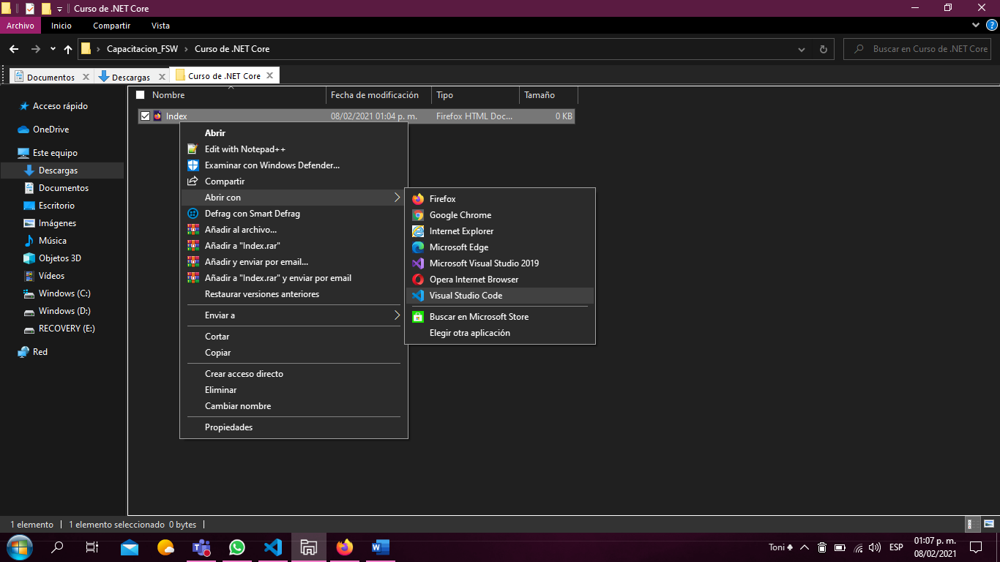 Curso de .NET Core
Archivo Inicio Compartir Vista
Capacitacion_FSW Curso de .NET Core
Buscar en Curso de .NET Core
Documentos Descargas Curso de .NET Core
Acceso rápido
OneDrive
Este equipo
Descargas
Documentos
Escritorio
Imágenes
Música
Objetos 3D
Vídeos
Windows (C:)
Windows (D:)
RECOVERY (E:)
Red
Nombre Fecha de modificación Tipo Tamaño
Index 08/02/2021 01:04 p. m. Firefox HTML Doc... 0 KB
Abrir
Edit with Notepad++
Examinar con Windows Defender...
Compartir
Abrir con
Defrag con Smart Defrag
Añadir al archivo...
Añadir a "Index.rar"
Añadir y enviar por email...
Añadir a "Index.rar" y enviar por email
Restaurar versiones anteriores
Enviar a
Cortar
Copiar
Crear acceso directo
Eliminar
Cambiar nombre
Propiedades
Firefox
Google Chrome
Internet Explorer
Microsoft Edge
Microsoft Visual Studio 2019
Opera Internet Browser
Visual Studio Code
Buscar en Microsoft Store
Elegir otra aplicación
1 elemento 1 elemento seleccionado 0 bytes
Toni ♣ ESP 01:07 p. m.
08/02/2021